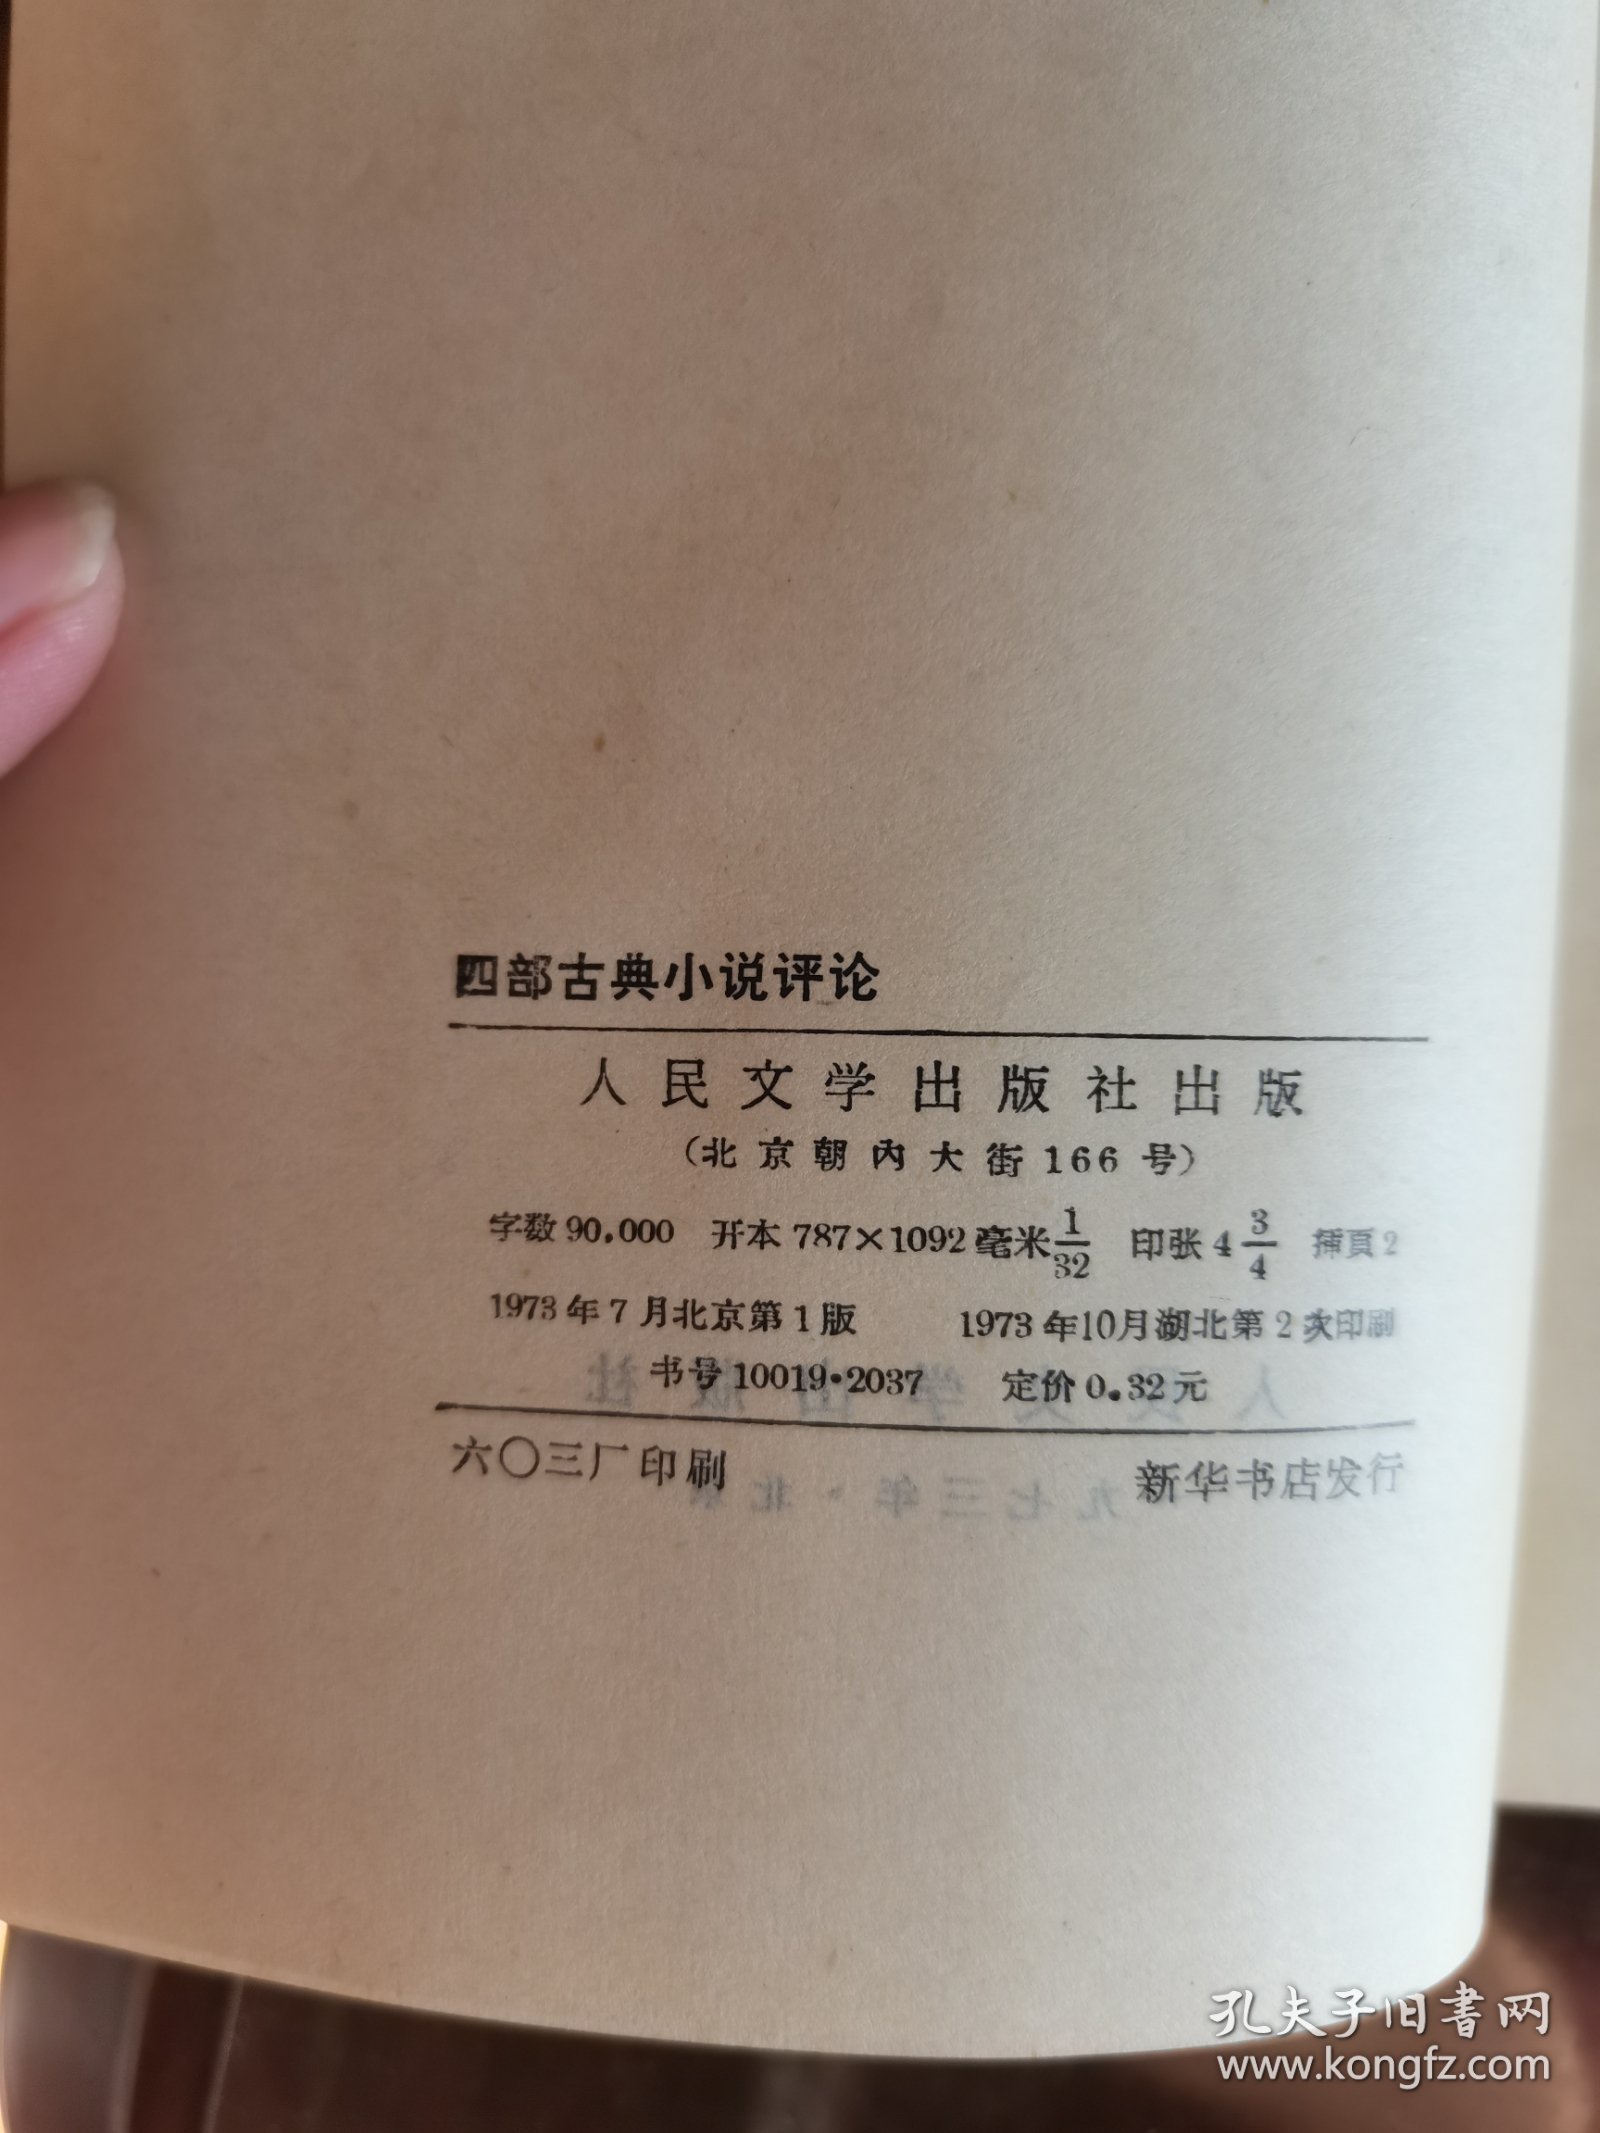 四部古典小说评论
人民文学出版社出版
（北京朝内大街166号）
字数90.000 开本787×1092毫米1/32 印张4 3/4 插頁2
1973年7月北京第1版 1973年10月湖北第2次印刷
书号10019·2037 定价0.32元
六〇三厂印刷 新华书店发行
孔夫子旧書网
www.kongfz.com